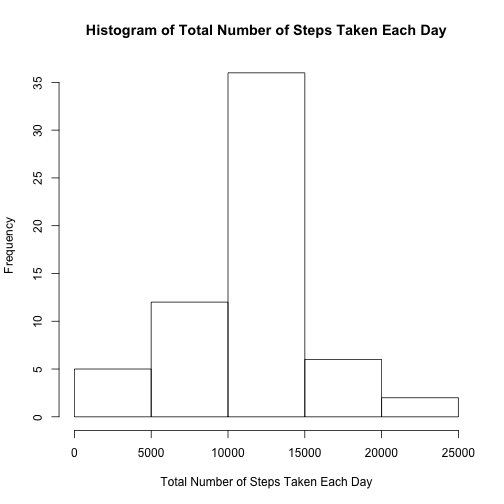 Histogram of Total Number of Steps Taken Each Day
Frequency
35
30
25
20
15
10
5
0
0 5000 10000 15000 20000 25000
Total Number of Steps Taken Each Day